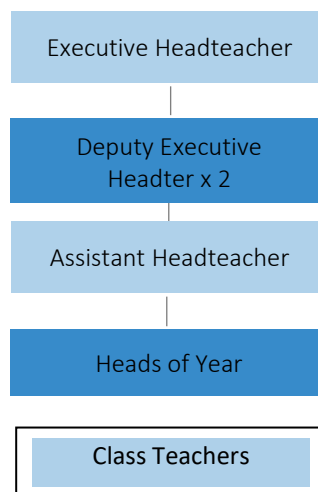 Executive Headteacher
Deputy Executive
Headter x 2
Assistant Headteacher
Heads of Year
Class Teachers